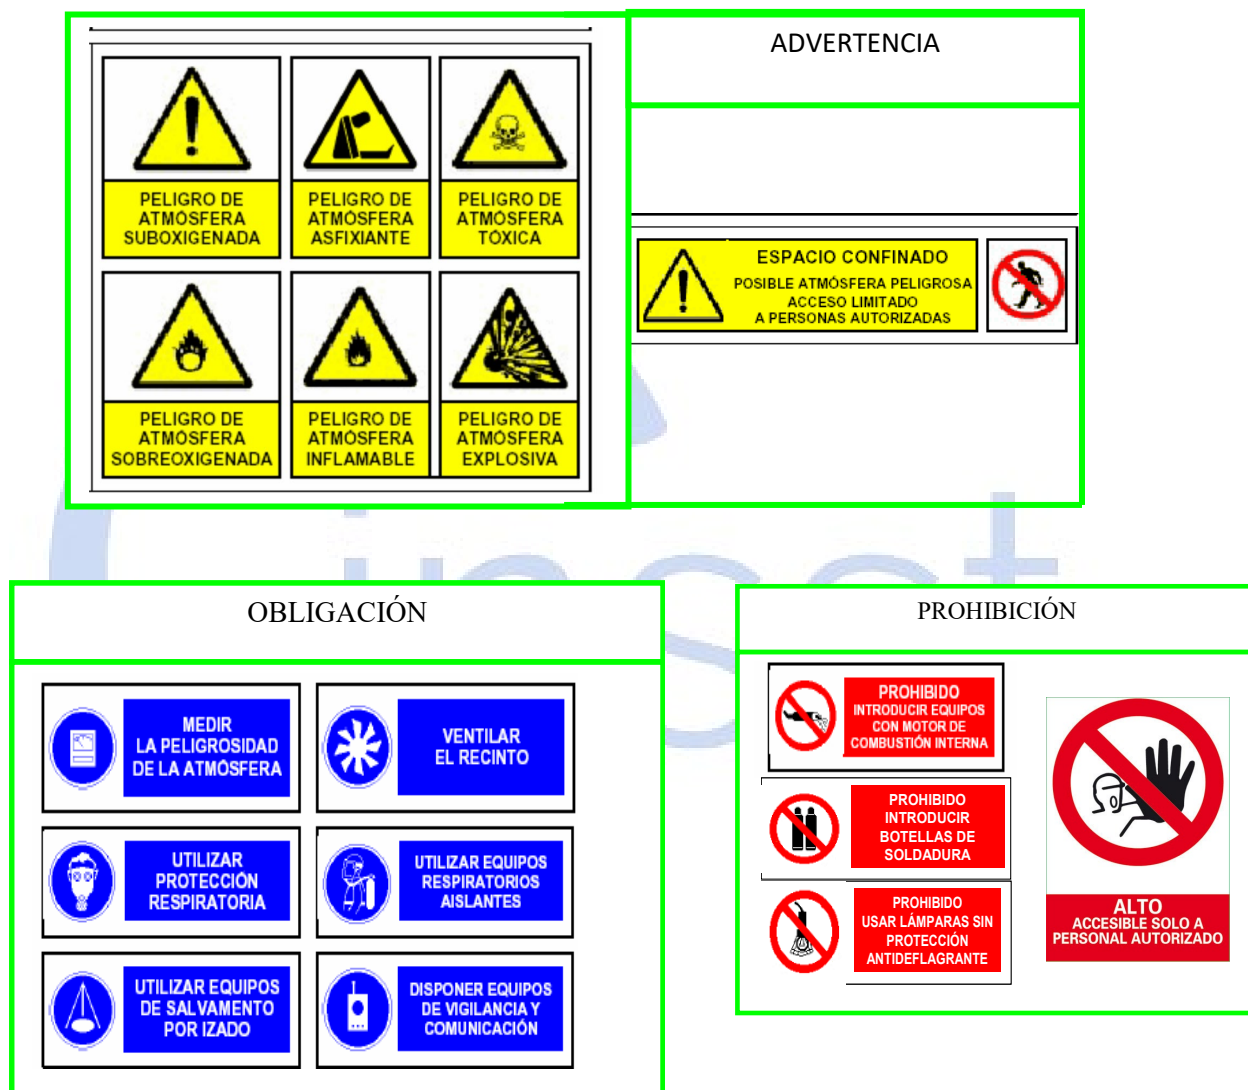 ADVERTENCIA
PELIGRO DE
ATMÓSFERA
SUBOXIGENADA
PELIGRO DE
ATMÓSFERA
ASFIXIANTE
PELIGRO DE
ATMÓSFERA
TÓXICA
PELIGRO DE
ATMÓSFERA
SOBREOXIGENADA
PELIGRO DE
ATMÓSFERA
INFLAMABLE
PELIGRO DE
ATMÓSFERA
EXPLOSIVA
ESPACIO CONFINADO
POSIBLE ATMÓSFERA PELIGROSA
ACCESO LIMITADO
A PERSONAS AUTORIZADAS
OBLIGACIÓN
MEDIR
LA PELIGROSIDAD
DE LA ATMÓSFERA
VENTILAR
EL RECINTO
UTILIZAR
PROTECCIÓN
RESPIRATORIA
UTILIZAR EQUIPOS
RESPIRATORIOS
AISLANTES
UTILIZAR EQUIPOS
DE SALVAMENTO
POR IZADO
DISPONER EQUIPOS
DE VIGILANCIA Y
COMUNICACIÓN
PROHIBICIÓN
PROHIBIDO
INTRODUCIR EQUIPOS
CON MOTOR DE
COMBUSTIÓN INTERNA
PROHIBIDO
INTRODUCIR
BOTELLAS DE
SOLDADURA
PROHIBIDO
USAR LÁMPARAS SIN
PROTECCIÓN
ANTIDEFLAGRANTE
ALTO
ACCESIBLE SOLO A
PERSONAL AUTORIZADO